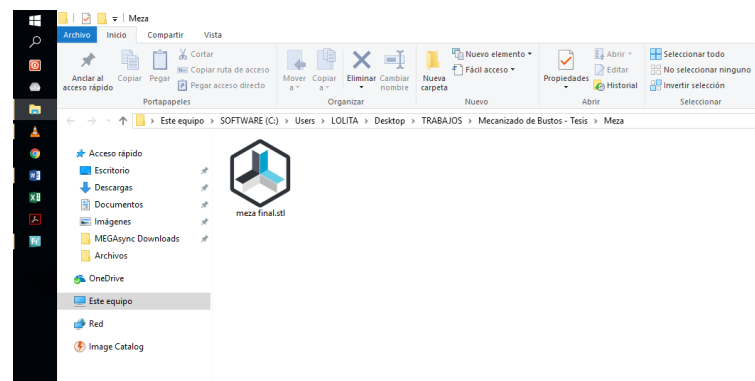 Meza
Archivo Inicio Compartir Vista
Anclar al acceso rápido
Copiar
Pegar
Cortar
Copiar ruta de acceso
Pegar acceso directo
Portapapeles
Mover a
Copiar a
Eliminar
Cambiar nombre
Organizar
Nueva carpeta
Nuevo elemento
Fácil acceso
Nuevo
Propiedades
Abrir
Editar
Historial
Abrir
Seleccionar todo
No seleccionar ninguno
Invertir selección
Seleccionar
Este equipo > SOFTWARE (C:) > Users > LOLITA > Desktop > TRABAJOS > Mecanizado de Bustos - Tesis > Meza
Acceso rápido
Escritorio
Descargas
Documentos
Imágenes
MEGAsync Downloads
Archivos
OneDrive
Este equipo
Red
Image Catalog
meza final.stl